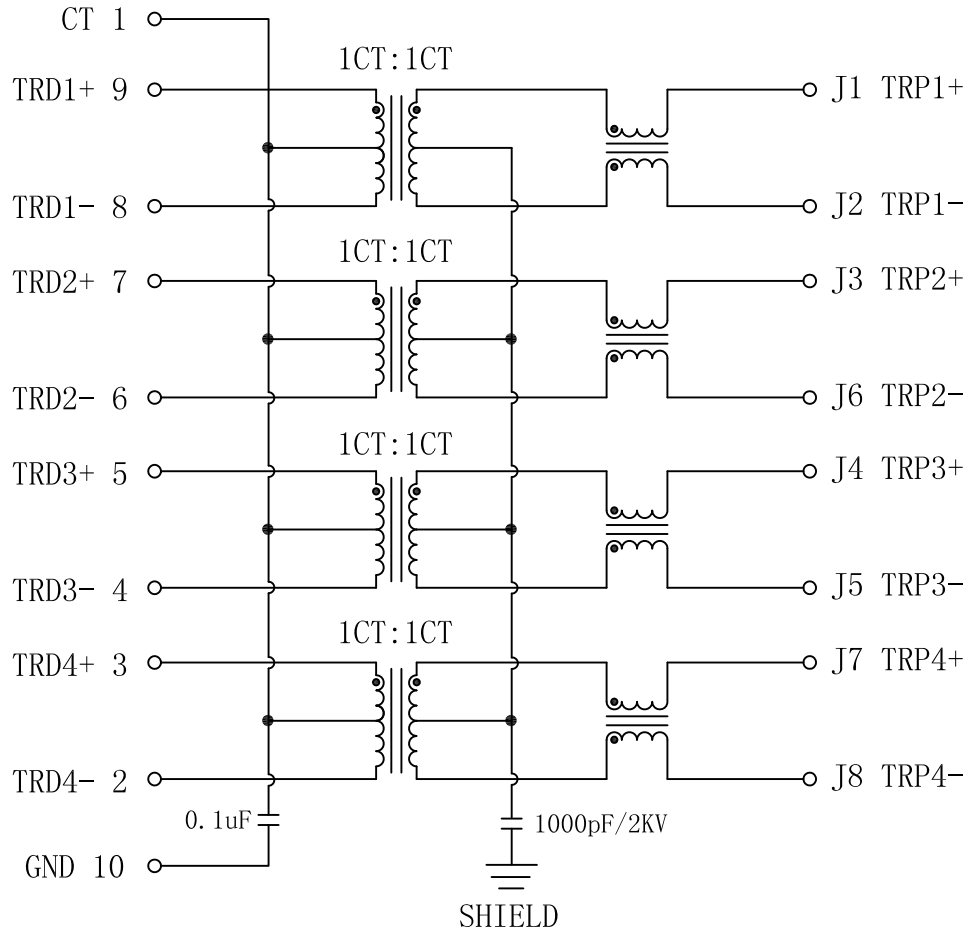 CT 1
1CT:1CT
TRD1+ 9
J1 TRP1+
TRD1- 8
J2 TRP1-
1CT:1CT
TRD2+ 7
J3 TRP2+
TRD2- 6
J6 TRP2-
1CT:1CT
TRD3+ 5
J4 TRP3+
TRD3- 4
J5 TRP3-
1CT:1CT
TRD4+ 3
J7 TRP4+
TRD4- 2
J8 TRP4-
0.1uF
1000pF/2KV
GND 10
SHIELD